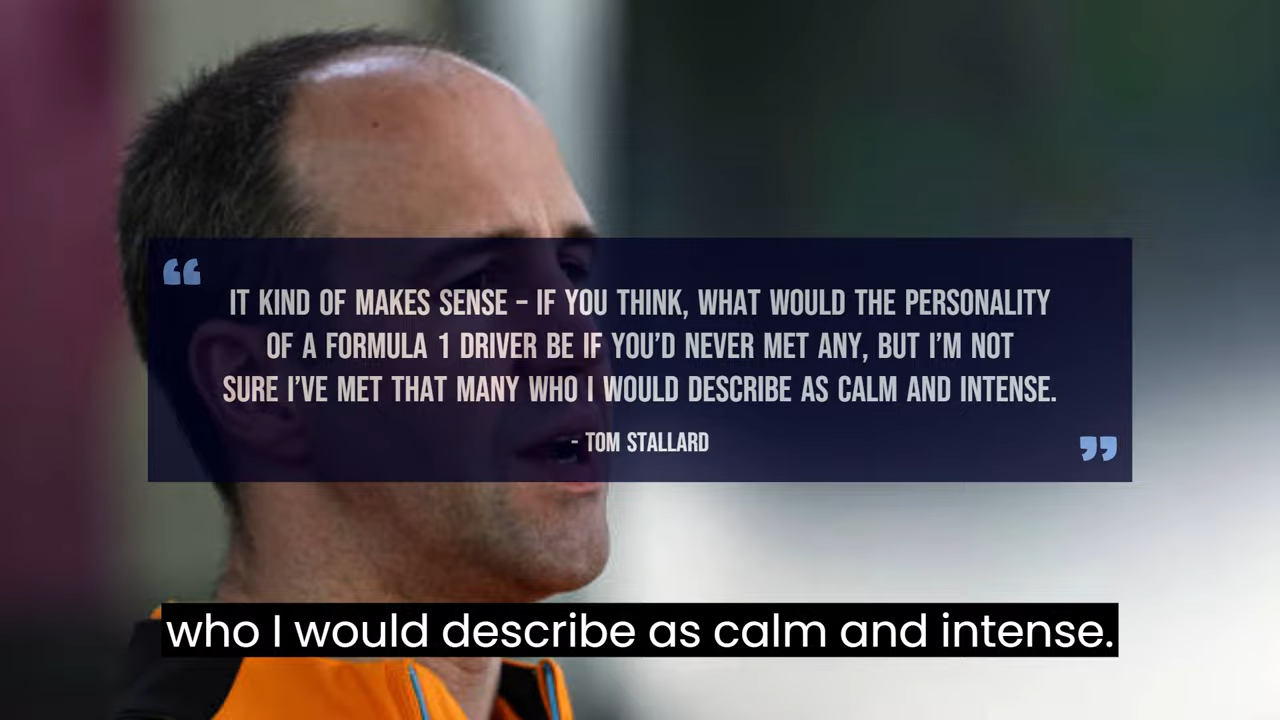 “
IT KIND OF MAKES SENSE – IF YOU THINK, WHAT WOULD THE PERSONALITY
OF A FORMULA 1 DRIVER BE IF YOU’D NEVER MET ANY, BUT I’M NOT
SURE I’VE MET THAT MANY WHO I WOULD DESCRIBE AS CALM AND INTENSE.
- TOM STALLARD
”
who I would describe as calm and intense.